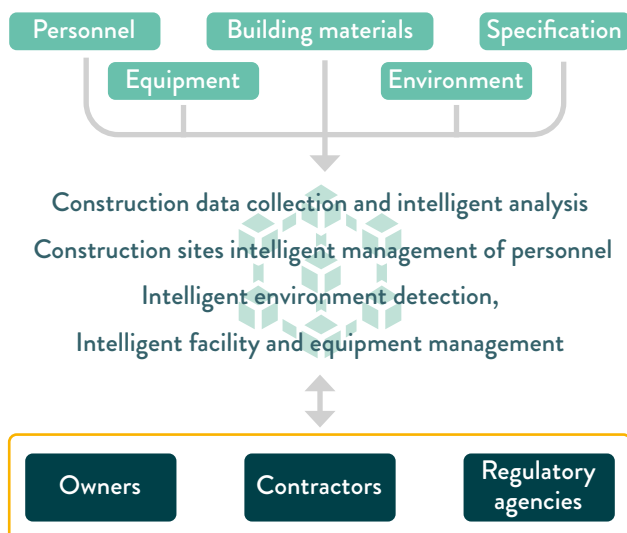 Personnel
Building materials
Specification
Equipment
Environment
Construction data collection and intelligent analysis
Construction sites intelligent management of personnel
Intelligent environment detection,
Intelligent facility and equipment management
Owners
Contractors
Regulatory
agencies